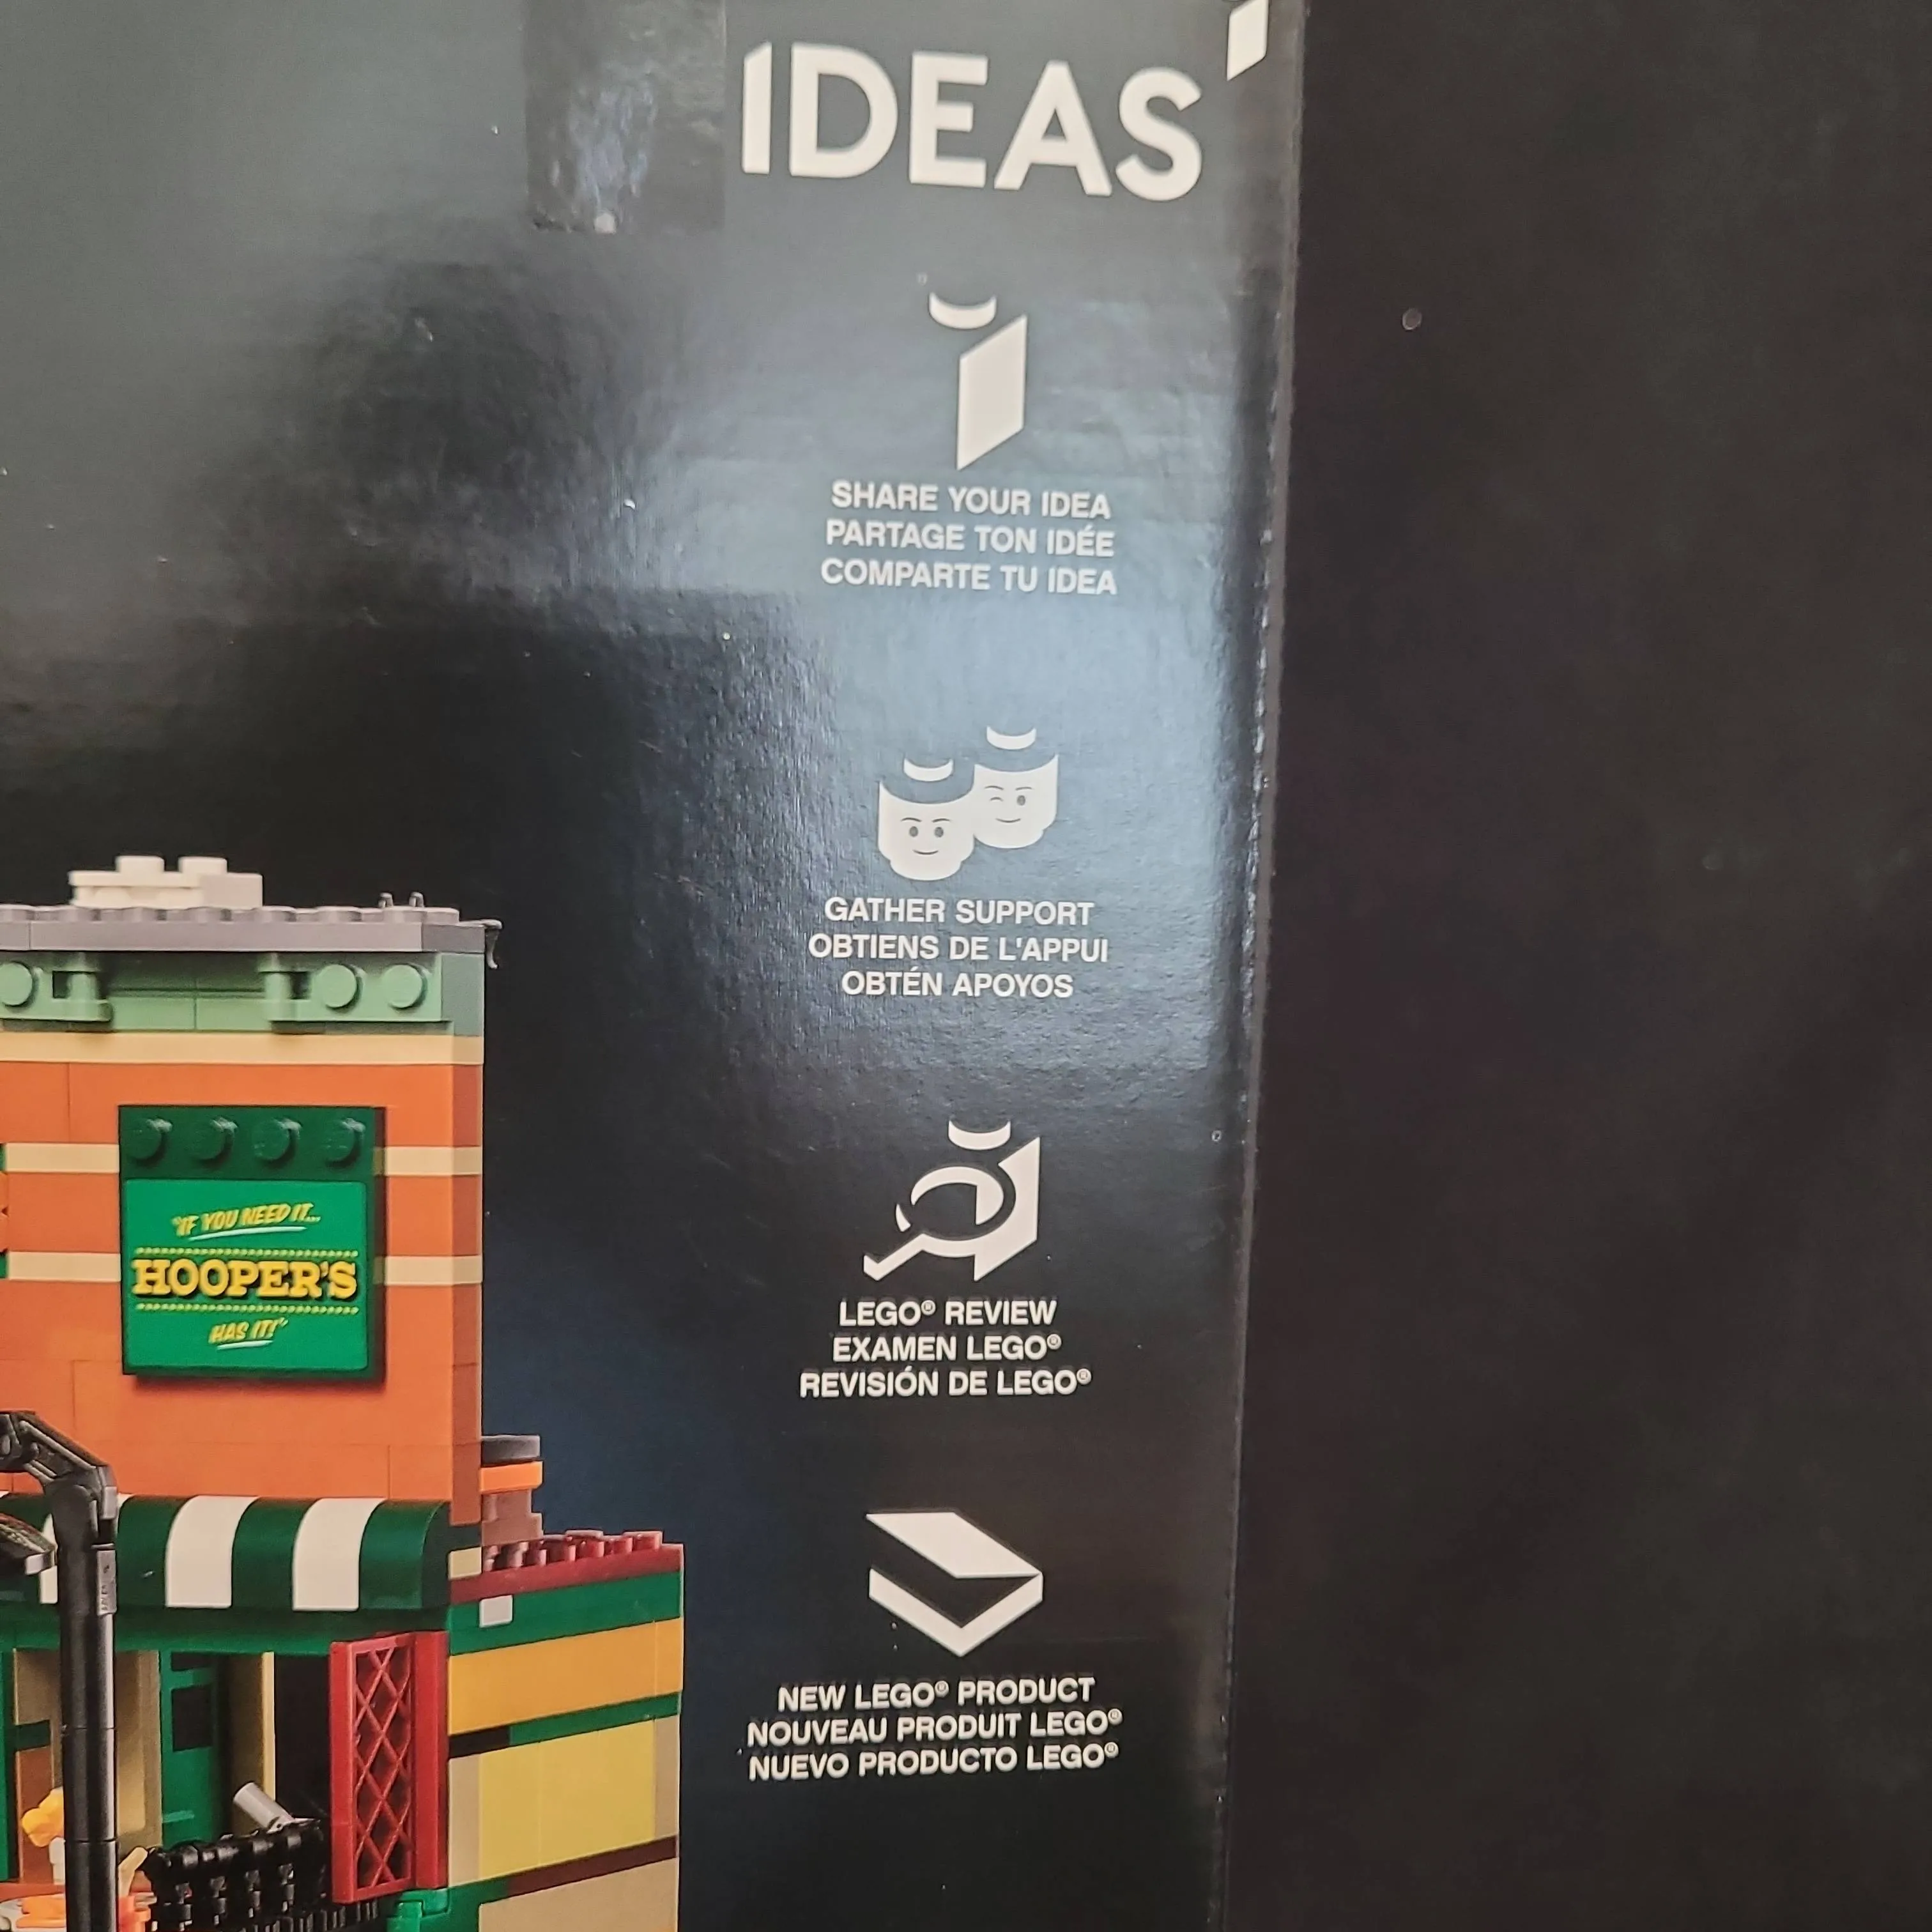 IDEAS
SHARE YOUR IDEA
PARTAGE TON IDÉE
COMPARTE TU IDEA
GATHER SUPPORT
OBTIENS DE L'APPUI
OBTÉN APOYOS
"IF YOU NEED IT...
HOOPER'S
HAS IT!"
LEGO® REVIEW
EXAMEN LEGO®
REVISIÓN DE LEGO®
NEW LEGO® PRODUCT
NOUVEAU PRODUIT LEGO®
NUEVO PRODUCTO LEGO®